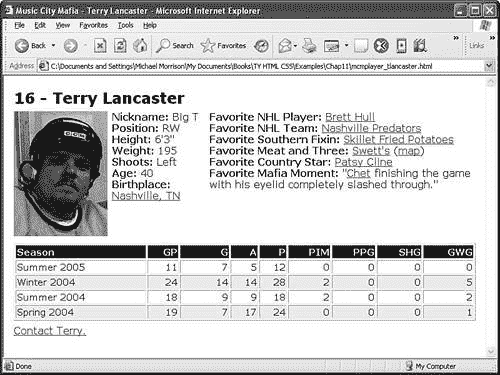 Music City Mafia - Terry Lancaster - Microsoft Internet Explorer
File Edit View Favorites Tools Help
Back Search Favorites Links
Address C:\Documents and Settings\Michael Morrison\My Documents\Books\TY HTML CSS\Examples\Chap11\mcmplayer_tlancaster.html
16 - Terry Lancaster
Nickname: Big T
Position: RW
Height: 6'3"
Weight: 195
Shoots: Left
Age: 40
Birthplace:
Nashville, TN
Favorite NHL Player: Brett Hull
Favorite NHL Team: Nashville Predators
Favorite Southern Fixin: Skillet Fried Potatoes
Favorite Meat and Three: Swett's (map)
Favorite Country Star: Patsy Cline
Favorite Mafia Moment: "Chet finishing the game
with his eyelid completely slashed through."
Season GP G A P PIM PPG SHG GWG
Summer 2005 11 7 5 12 0 0 0 0
Winter 2004 24 14 14 28 2 0 0 5
Summer 2004 18 9 9 18 2 0 0 2
Spring 2004 19 7 17 24 0 0 0 1
Contact Terry.
Done My Computer